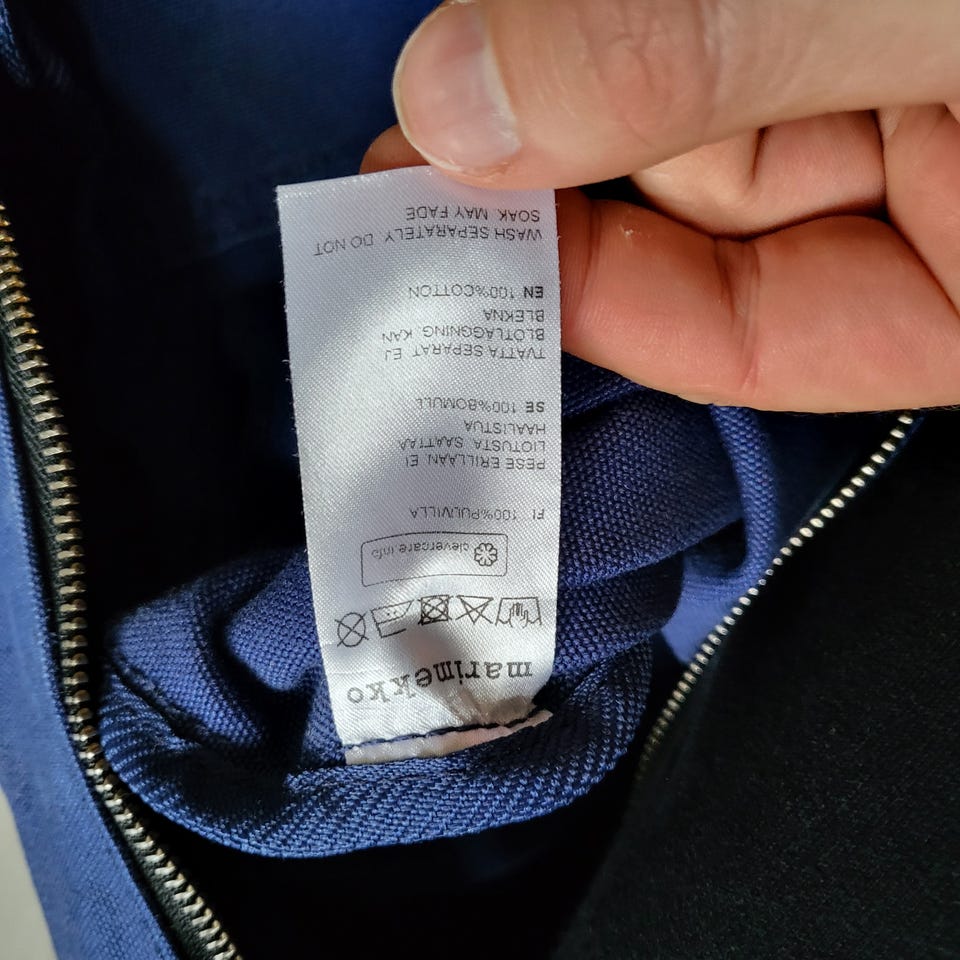 marimekko
clevercare.info
FI 100%PUUVILLA
PESE ERILLÄÄN EI
LIOTUSTA SAATTAA
HAALISTUA
SE 100%BOMULL
TVÄTTA SEPARAT EJ
BLÖTLÄGGNING KAN
BLEKNA
EN 100%COTTON
WASH SEPARATELY DO NOT
SOAK MAY FADE